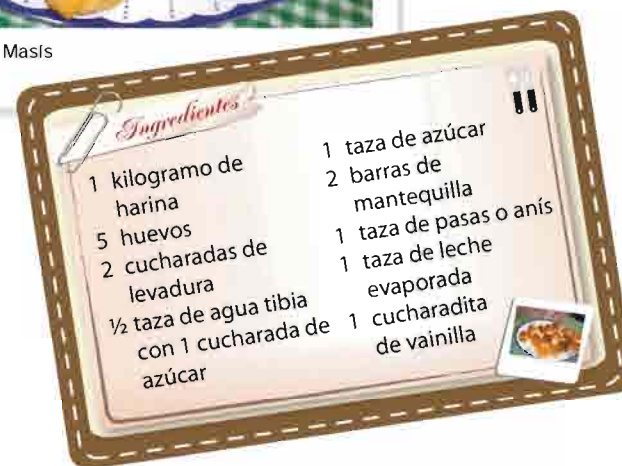 Masís
Ingredientes
1 kilogramo de
harina
5 huevos
2 cucharadas de
levadura
½ taza de agua tibia
con 1 cucharada de
azúcar
1 taza de azúcar
2 barras de
mantequilla
1 taza de pasas o anís
1 taza de leche
evaporada
1 cucharadita
de vainilla